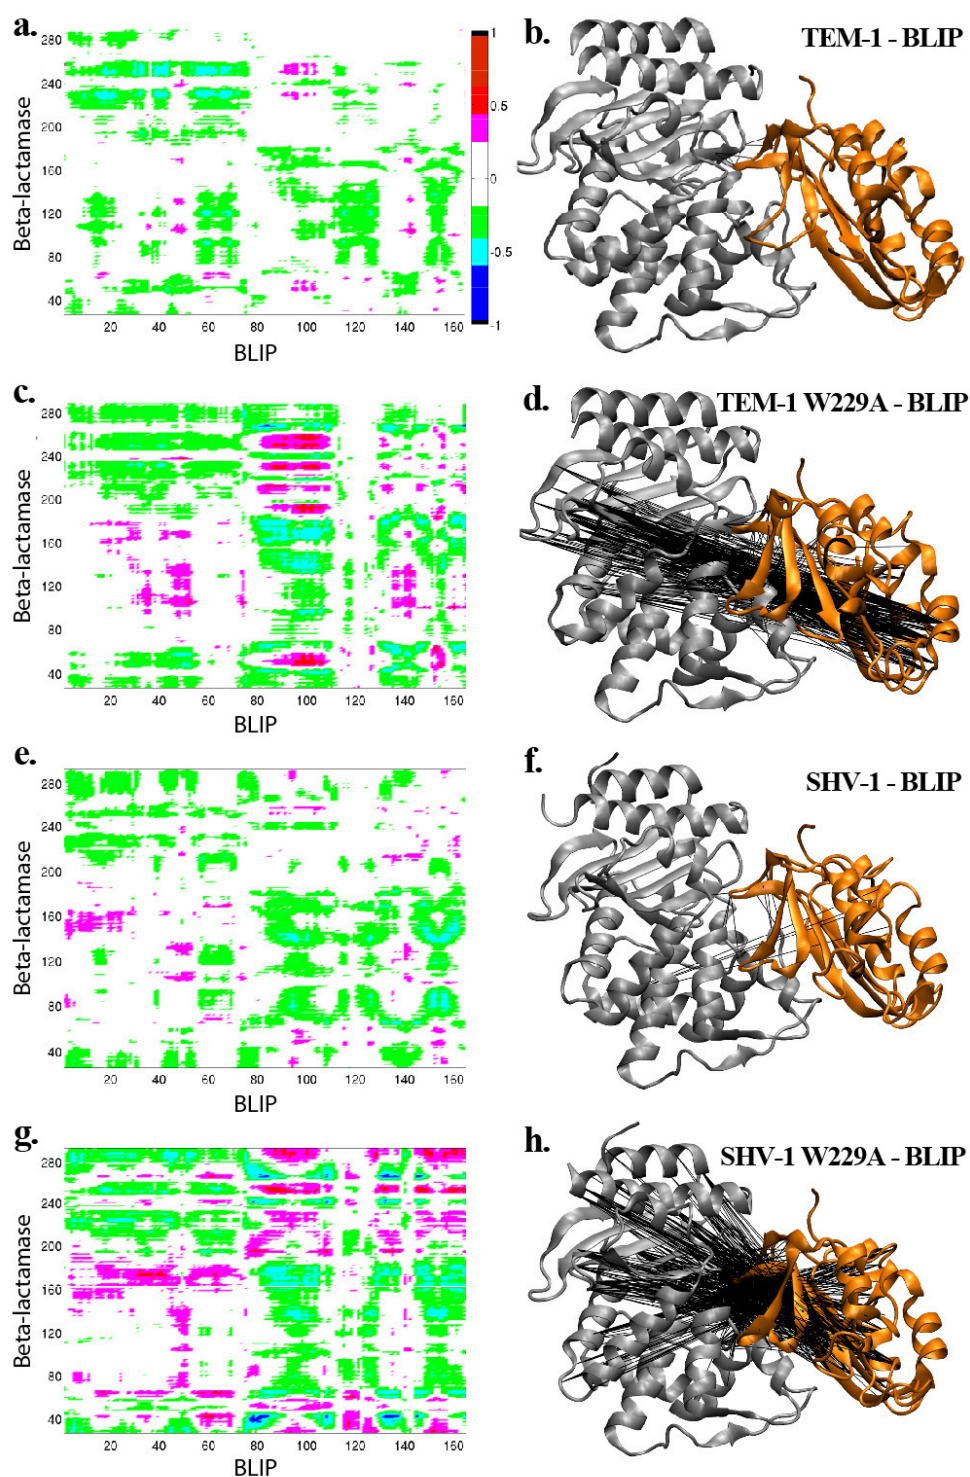 a.
Beta-lactamase
280
240
200
160
120
80
40
20 40 60 80 100 120 140 160
BLIP
1
0.5
0
-0.5
-1
b.
TEM-1 - BLIP
c.
Beta-lactamase
280
240
200
160
120
80
40
20 40 60 80 100 120 140 160
BLIP
d.
TEM-1 W229A - BLIP
e.
Beta-lactamase
280
240
200
160
120
80
40
20 40 60 80 100 120 140 160
BLIP
f.
SHV-1 - BLIP
g.
Beta-lactamase
280
240
200
160
120
80
40
20 40 60 80 100 120 140 160
BLIP
h.
SHV-1 W229A - BLIP